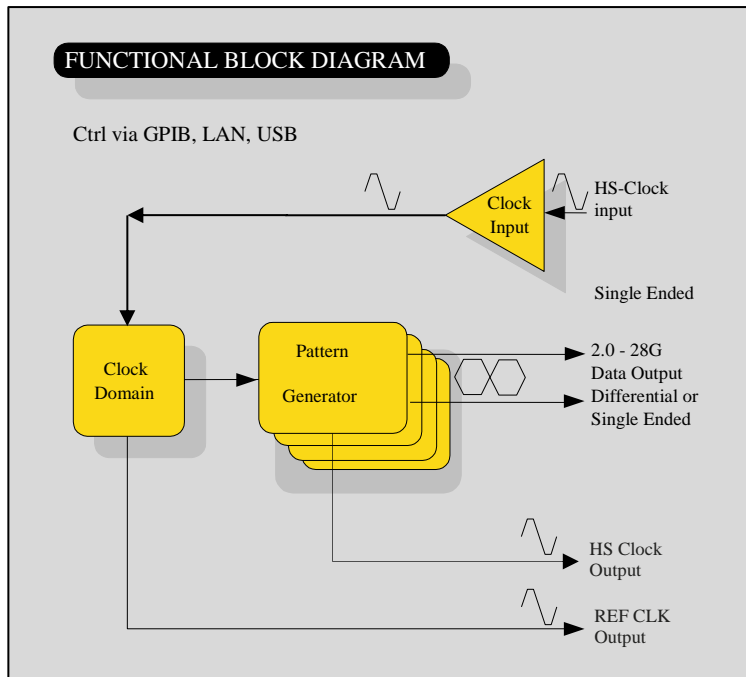 FUNCTIONAL BLOCK DIAGRAM
Ctrl via GPIB, LAN, USB
Clock
Input
HS-Clock
input
Single Ended
Clock
Domain
Pattern
Generator
2.0 - 28G
Data Output
Differential or
Single Ended
HS Clock
Output
REF CLK
Output